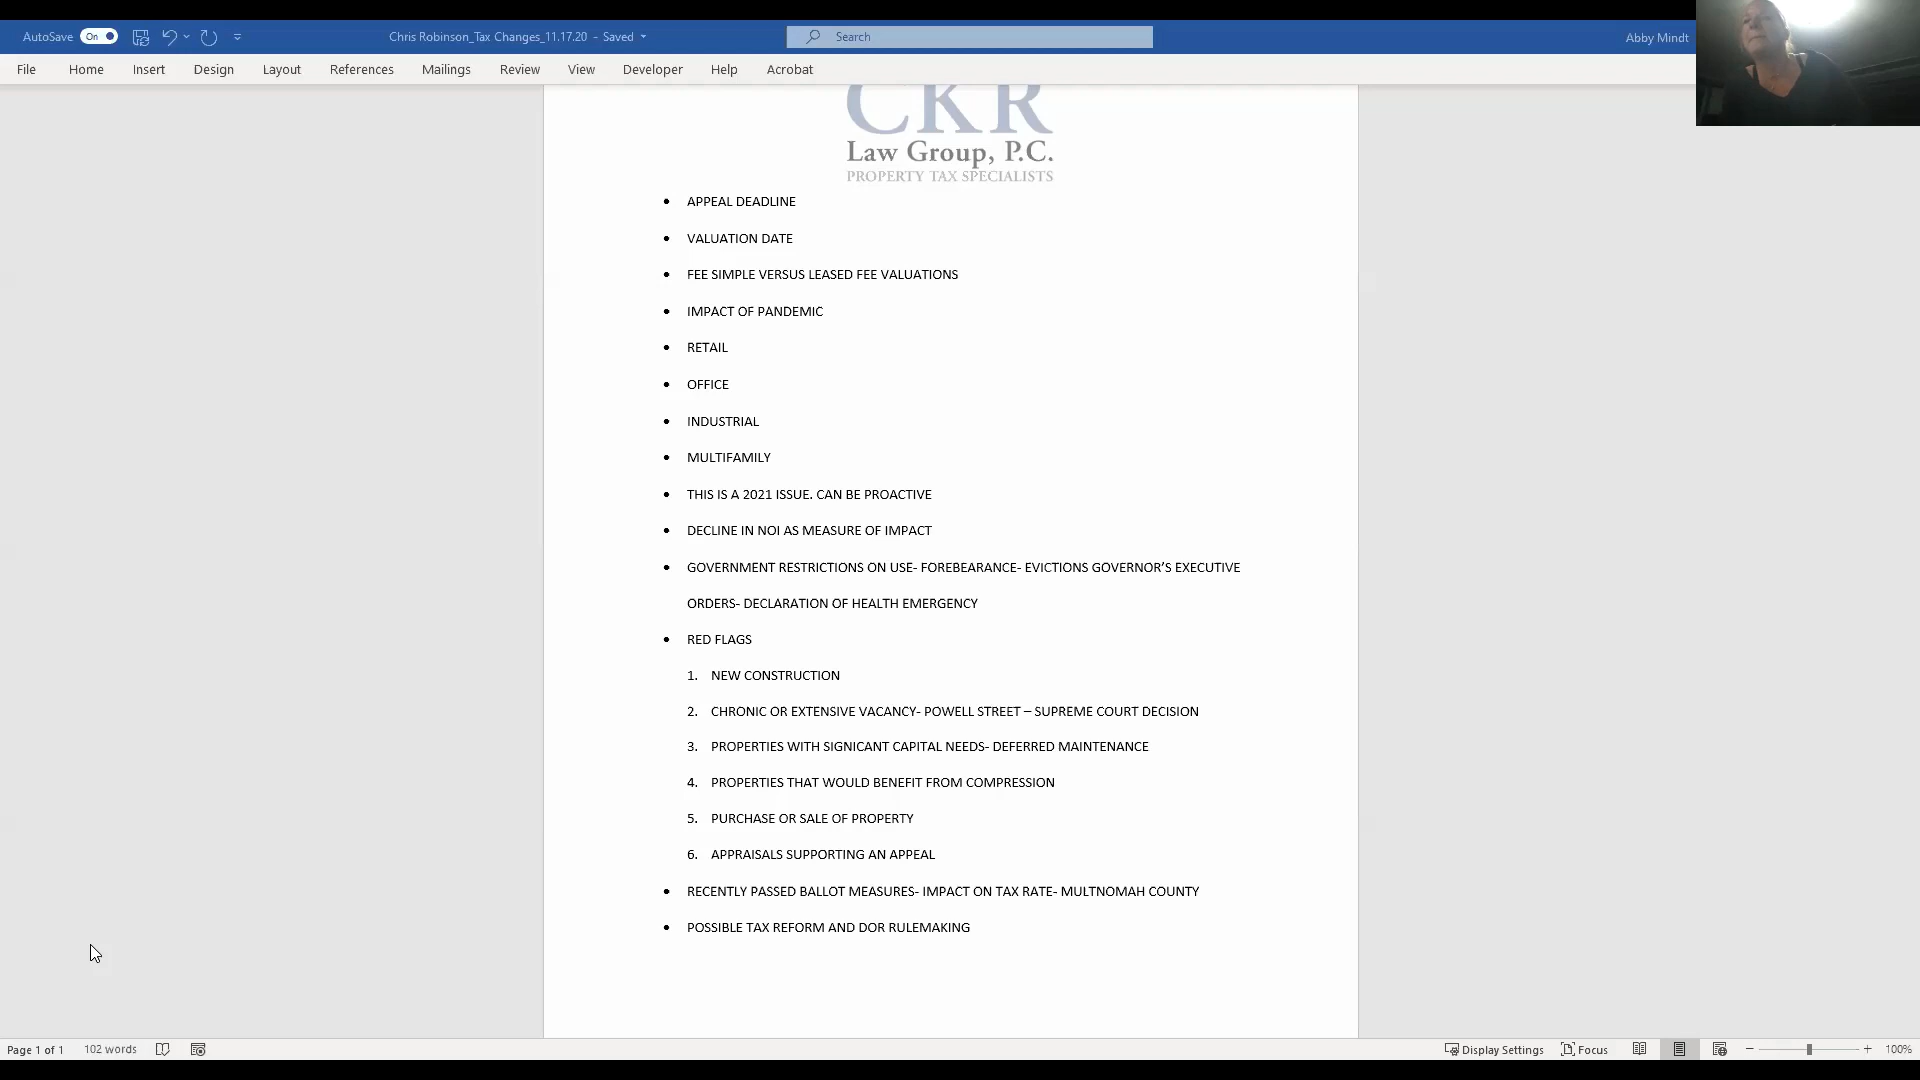 AutoSave On Chris Robinson_Tax Changes_11.17.20 - Saved Search Abby Mindt
File Home Insert Design Layout References Mailings Review View Developer Help Acrobat
CKR
Law Group, P.C.
PROPERTY TAX SPECIALISTS
• APPEAL DEADLINE
• VALUATION DATE
• FEE SIMPLE VERSUS LEASED FEE VALUATIONS
• IMPACT OF PANDEMIC
• RETAIL
• OFFICE
• INDUSTRIAL
• MULTIFAMILY
• THIS IS A 2021 ISSUE. CAN BE PROACTIVE
• DECLINE IN NOI AS MEASURE OF IMPACT
• GOVERNMENT RESTRICTIONS ON USE- FOREBEARANCE- EVICTIONS GOVERNOR’S EXECUTIVE
ORDERS- DECLARATION OF HEALTH EMERGENCY
• RED FLAGS
1. NEW CONSTRUCTION
2. CHRONIC OR EXTENSIVE VACANCY- POWELL STREET – SUPREME COURT DECISION
3. PROPERTIES WITH SIGNICANT CAPITAL NEEDS- DEFERRED MAINTENANCE
4. PROPERTIES THAT WOULD BENEFIT FROM COMPRESSION
5. PURCHASE OR SALE OF PROPERTY
6. APPRAISALS SUPPORTING AN APPEAL
• RECENTLY PASSED BALLOT MEASURES- IMPACT ON TAX RATE- MULTNOMAH COUNTY
• POSSIBLE TAX REFORM AND DOR RULEMAKING
Page 1 of 1 102 words Display Settings Focus 100%